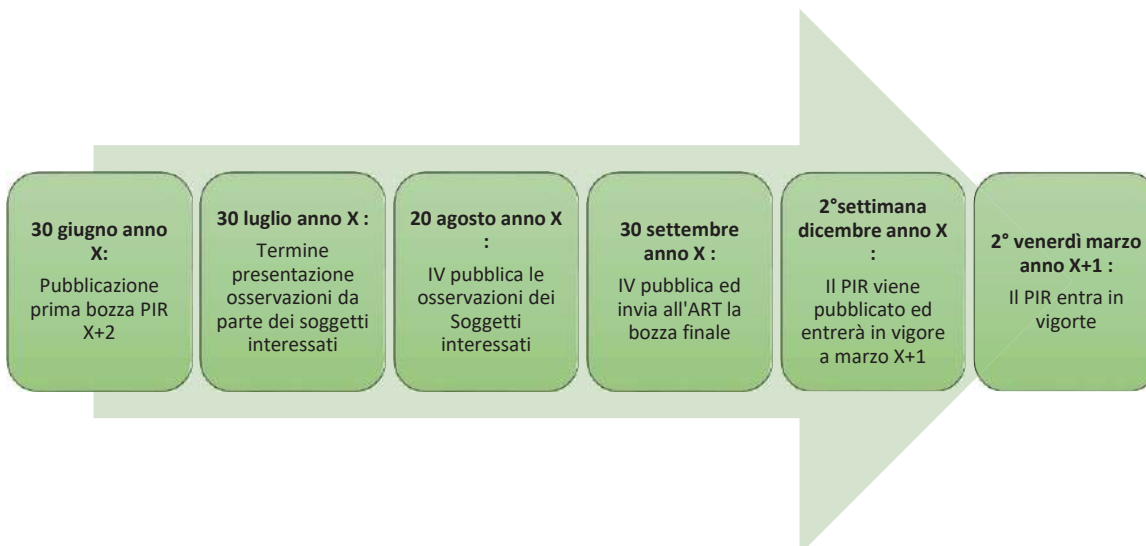 30 giugno anno
X:
Pubblicazione
prima bozza PIR
X+2
30 luglio anno X :
Termine
presentazione
osservazioni da
parte dei soggetti
interessati
20 agosto anno X
:
IV pubblica le
osservazioni dei
Soggetti
interessati
30 settembre
anno X :
IV pubblica ed
invia all'ART la
bozza finale
2°settimana
dicembre anno X
:
Il PIR viene
pubblicato ed
entrerà in vigore
a marzo X+1
2° venerdì marzo
anno X+1 :
Il PIR entra in
vigorte